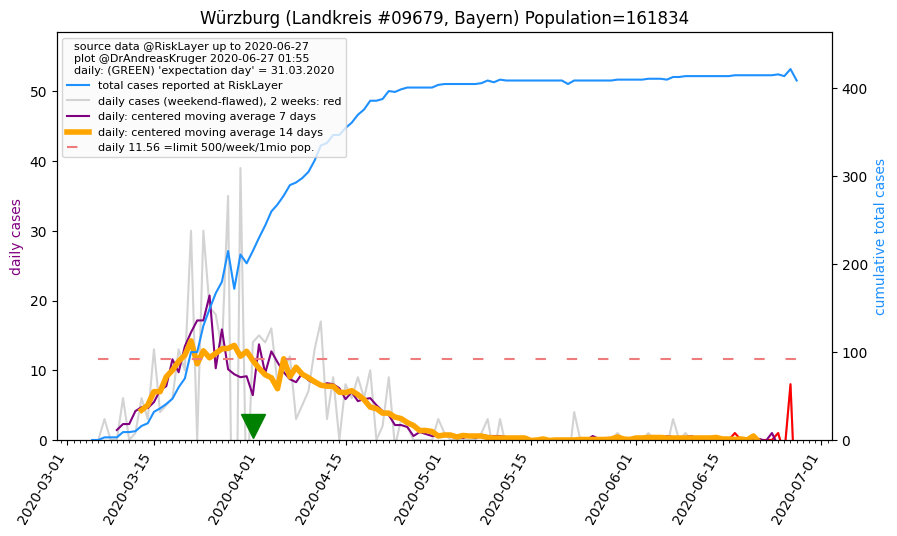 Würzburg (Landkreis #09679, Bayern) Population=161834
source data @RiskLayer up to 2020-06-27
plot @DrAndreasKruger 2020-06-27 01:55
daily: (GREEN) 'expectation day' = 31.03.2020
total cases reported at RiskLayer
daily cases (weekend-flawed), 2 weeks: red
daily: centered moving average 7 days
daily: centered moving average 14 days
daily 11.56 =limit 500/week/1mio pop.
daily cases
50
40
30
20
10
0
cumulative total cases
400
300
200
100
0
2020-03-01
2020-03-15
2020-04-01
2020-04-15
2020-05-01
2020-05-15
2020-06-01
2020-06-15
2020-07-01